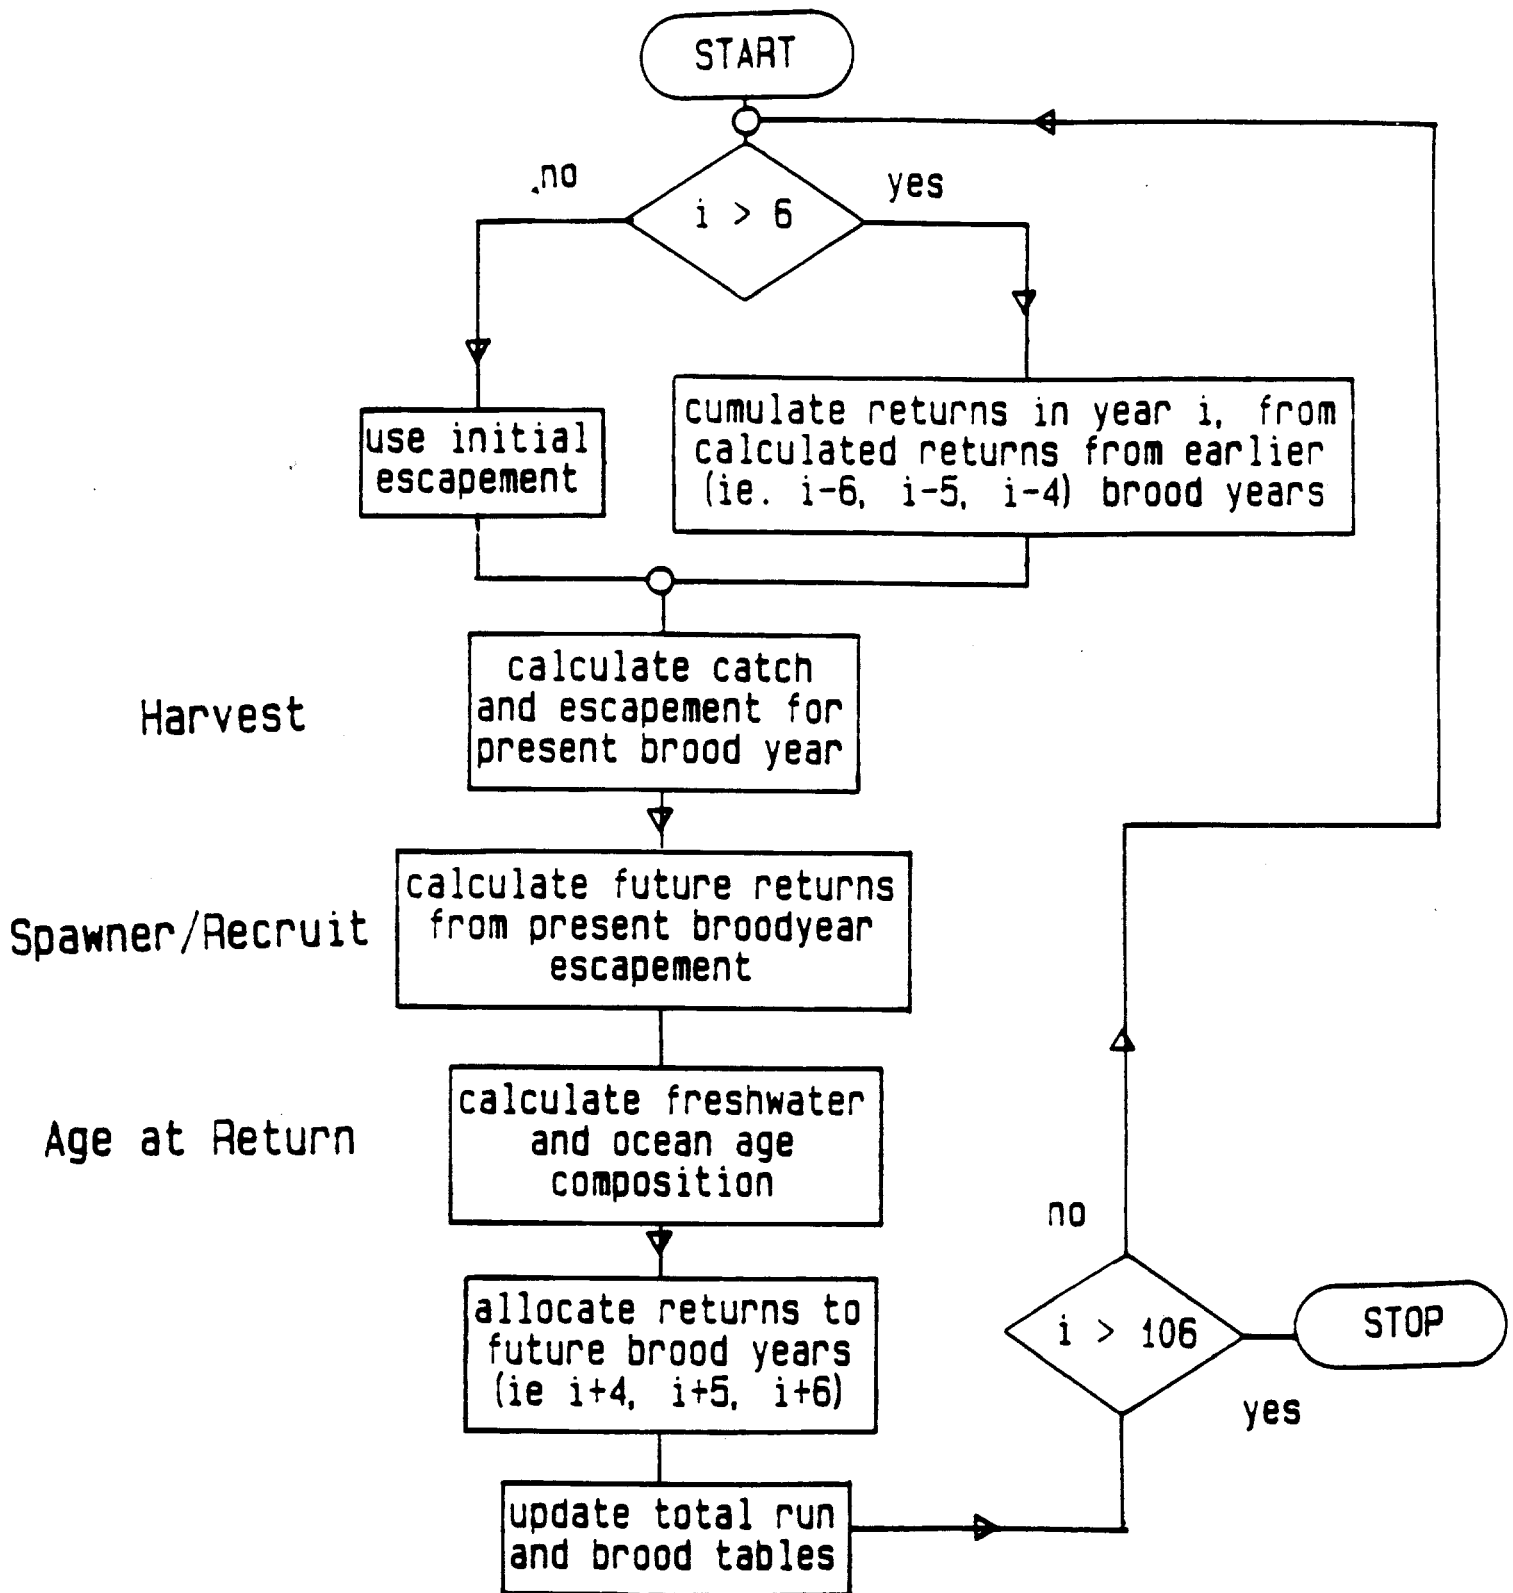 START
no
yes
i > 6
use initial
escapement
cumulate returns in year i, from
calculated returns from earlier
(ie. i-6, i-5, i-4) brood years
Harvest
calculate catch
and escapement for
present brood year
Spawner/Recruit
calculate future returns
from present broodyear
escapement
Age at Return
calculate freshwater
and ocean age
composition
no
allocate returns to
future brood years
(ie i+4, i+5, i+6)
i > 106
STOP
yes
update total run
and brood tables